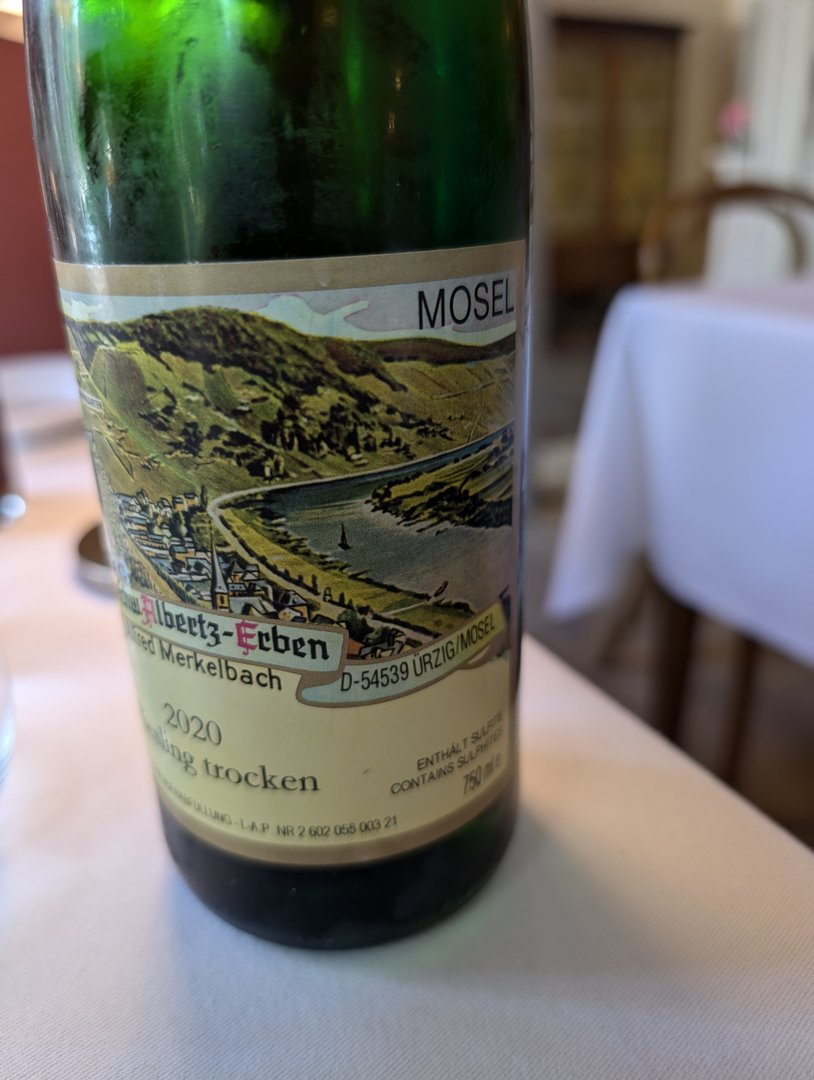 MOSEL
Albertz-Erben
Merkelbach
D-54539 ÜRZIG/MOSEL
2020
trocken
ENTHÄLT SULFITE
CONTAINS SULPHITES
750 ml e
L.A.P. NR 2 602 055 003 21